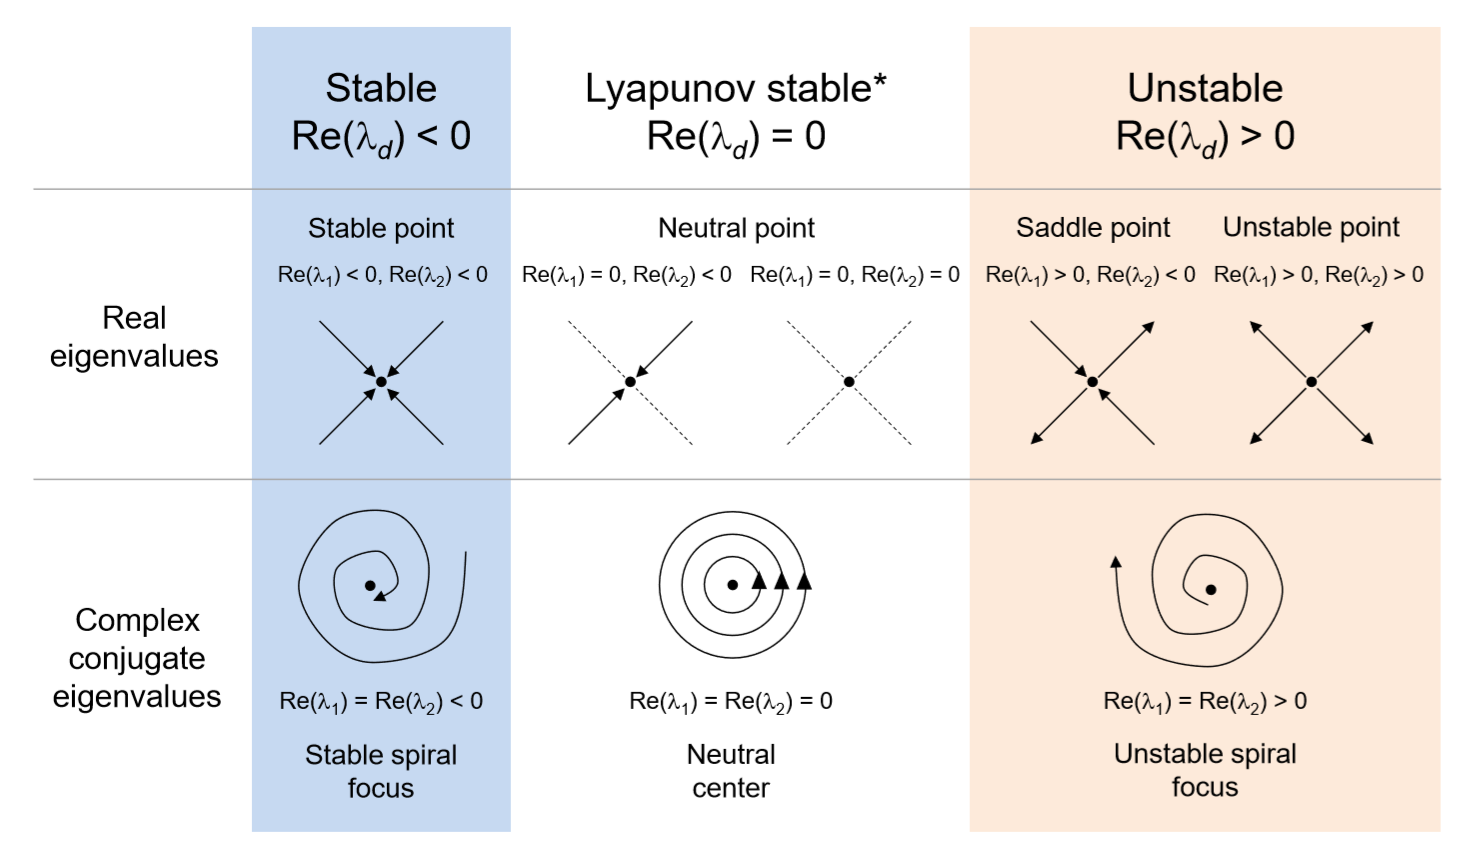 Stable
Re(λd) < 0
Lyapunov stable*
Re(λd) = 0
Unstable
Re(λd) > 0
Real
eigenvalues
Stable point
Re(λ1) < 0, Re(λ2) < 0
Neutral point
Re(λ1) = 0, Re(λ2) < 0
Re(λ1) = 0, Re(λ2) = 0
Saddle point
Re(λ1) > 0, Re(λ2) < 0
Unstable point
Re(λ1) > 0, Re(λ2) > 0
Complex
conjugate
eigenvalues
Re(λ1) = Re(λ2) < 0
Stable spiral
focus
Re(λ1) = Re(λ2) = 0
Neutral
center
Re(λ1) = Re(λ2) > 0
Unstable spiral
focus